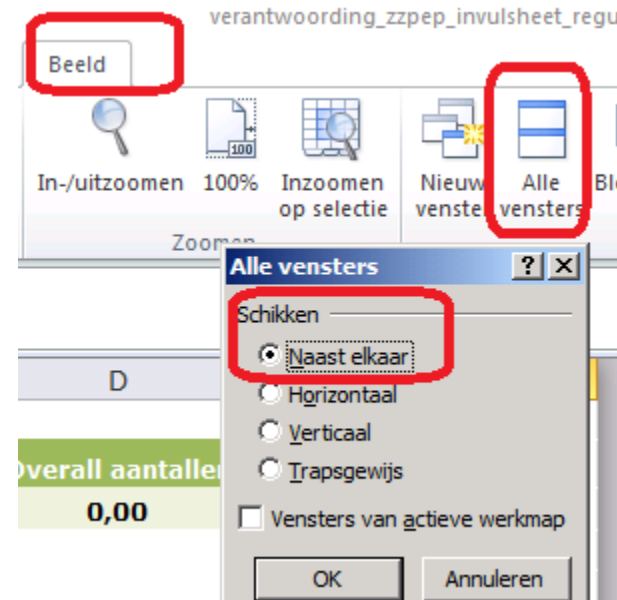 verantwoording_zzpep_invulsheet_regu
Beeld
In-/uitzoomen
100
100%
Inzoomen
op selectie
Nieuw
venster
Alle
vensters
Zoomen
Alle vensters
Schikken
Naast elkaar
Horizontaal
Verticaal
Trapsgewijs
Vensters van actieve werkmap
OK
Annuleren
D
Overall aantallen
0,00